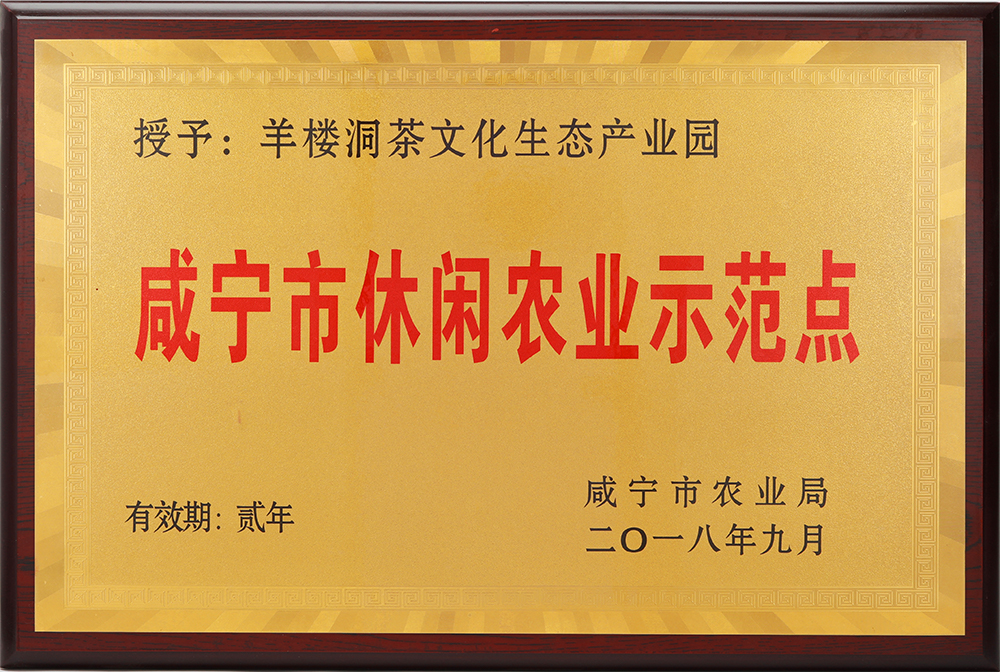 授予：羊楼洞茶文化生态产业园
咸宁市休闲农业示范点
有效期：贰年
咸宁市农业局
二〇一八年九月